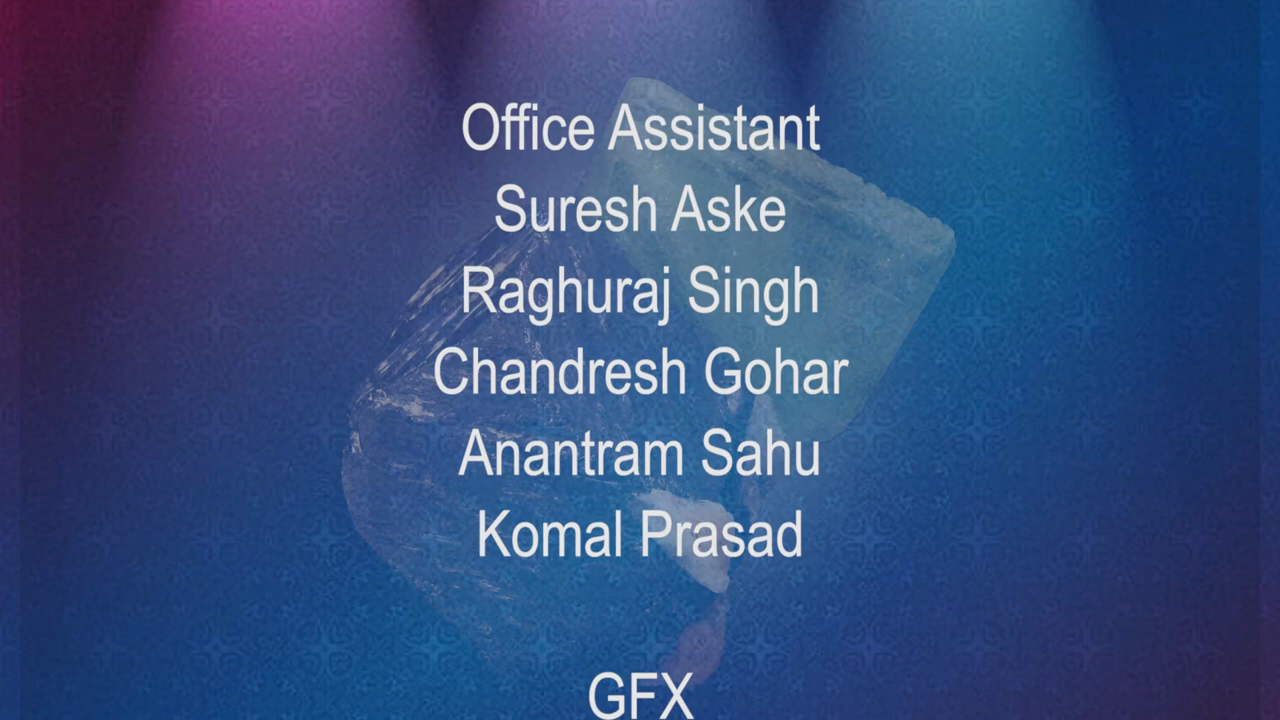 Office Assistant
Suresh Aske
Raghuraj Singh
Chandresh Gohar
Anantram Sahu
Komal Prasad
GFX